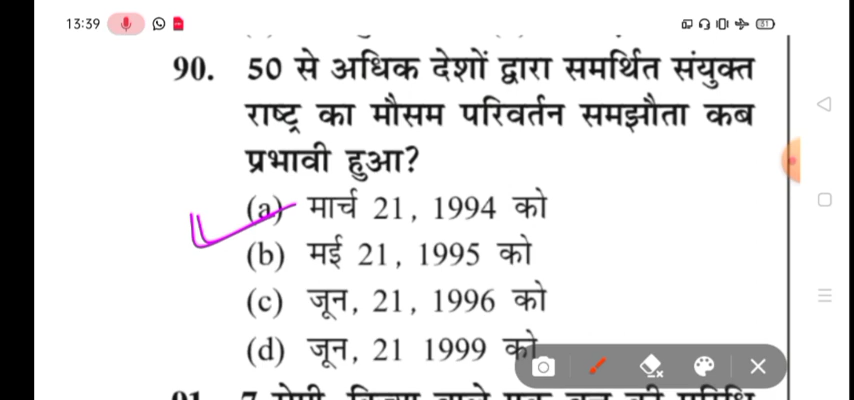 13:39
81
90. 50 से अधिक देशों द्वारा समर्थित संयुक्त
राष्ट्र का मौसम परिवर्तन समझौता कब
प्रभावी हुआ?
(a) मार्च 21, 1994 को
(b) मई 21, 1995 को
(c) जून, 21, 1996 को
(d) जून, 21 1999 को